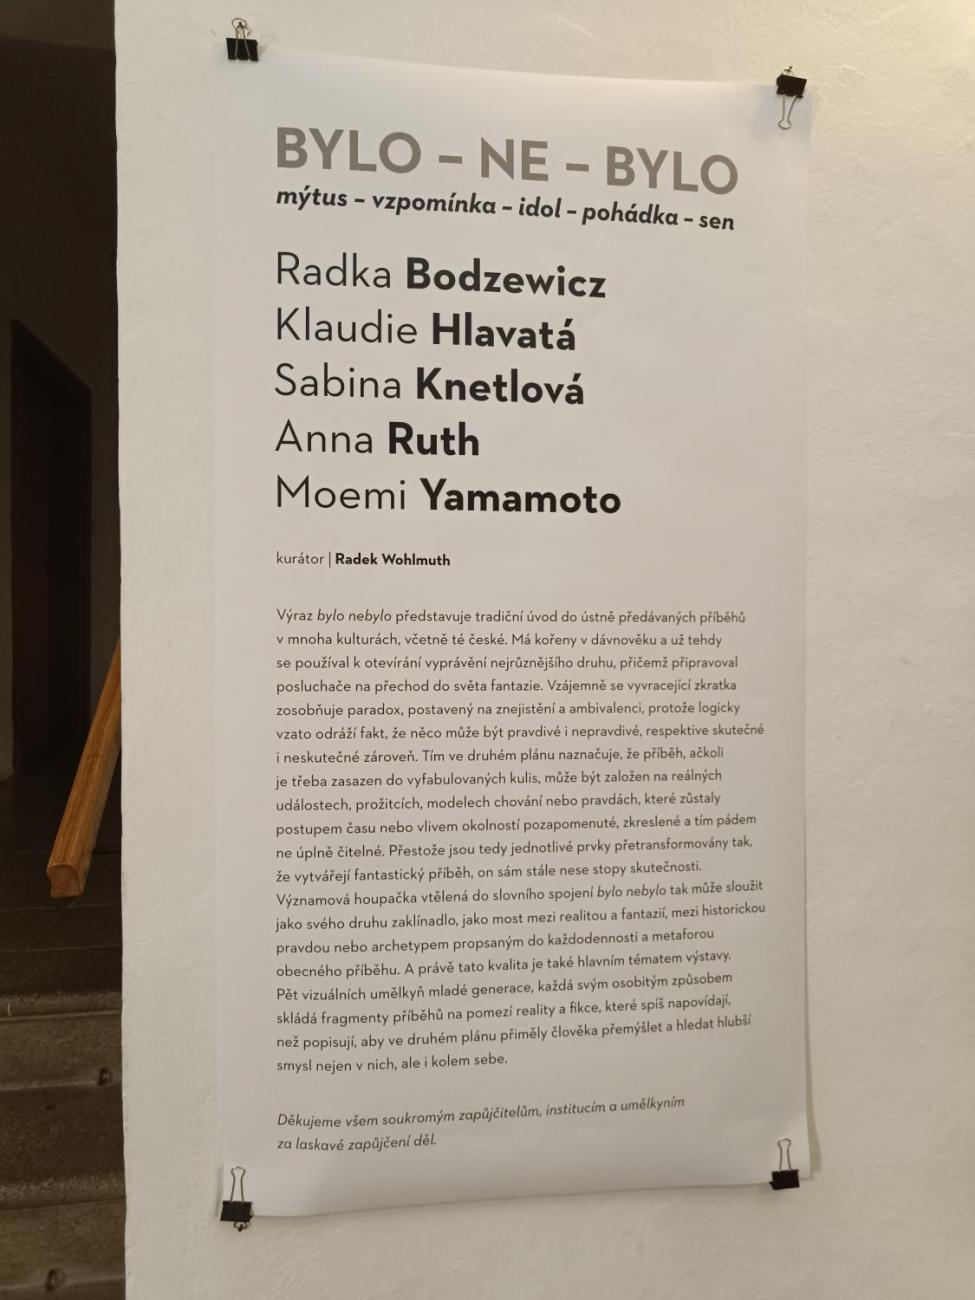 BYLO – NE – BYLO
mýtus – vzpomínka – idol – pohádka – sen
Radka Bodzewicz
Klaudie Hlavatá
Sabina Knetlová
Anna Ruth
Moemi Yamamoto
kurátor | Radek Wohlmuth
Výraz bylo nebylo představuje tradiční úvod do ústně předávaných příběhů
v mnoha kulturách, včetně té české. Má kořeny v dávnověku a už tehdy
se používal k otevírání vyprávění nejrůznějšího druhu, přičemž připravoval
posluchače na přechod do světa fantazie. Vzájemně se vyvracející zkratka
zosobňuje paradox, postavený na znejistění a ambivalenci, protože logicky
vzato odráží fakt, že něco může být pravdivé i nepravdivé, respektive skutečné
i neskutečné zároveň. Tím ve druhém plánu naznačuje, že příběh, ačkoli
je třeba zasazen do vyfabulovaných kulis, může být založen na reálných
událostech, prožitcích, modelech chování nebo pravdách, které zůstaly
postupem času nebo vlivem okolností pozapomenuté, zkreslené a tím pádem
ne úplně čitelné. Přestože jsou tedy jednotlivé prvky přetransformovány tak,
že vytvářejí fantastický příběh, on sám stále nese stopy skutečnosti.
Významová houpačka vtělená do slovního spojení bylo nebylo tak může sloužit
jako svého druhu zaklínadlo, jako most mezi realitou a fantazií, mezi historickou
pravdou nebo archetypem propsaným do každodennosti a metaforou
obecného příběhu. A právě tato kvalita je také hlavním tématem výstavy.
Pět vizuálních umělkyň mladé generace, každá svým osobitým způsobem
skládá fragmenty příběhů na pomezí reality a fikce, které spíš napovídají,
než popisují, aby ve druhém plánu přiměly člověka přemýšlet a hledat hlubší
smysl nejen v nich, ale i kolem sebe.
Děkujeme všem soukromým zapůjčitelům, institucím a umělkyním
za laskavé zapůjčení děl.